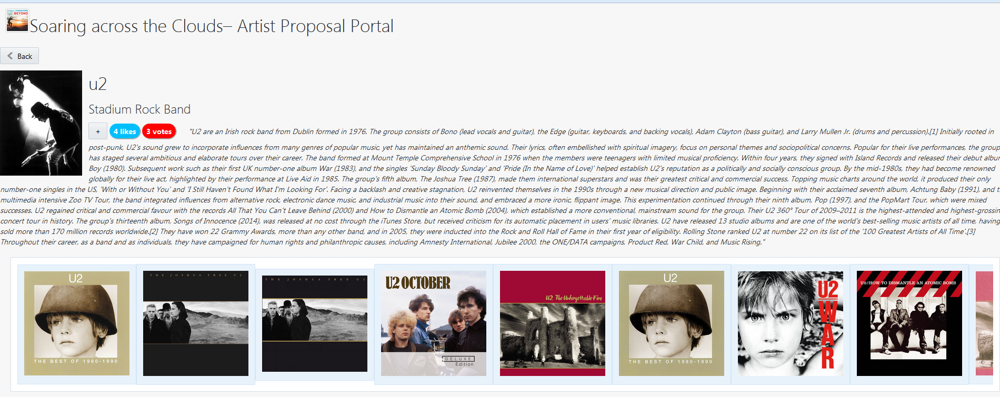 BEYOND
Soaring across the Clouds– Artist Proposal Portal
Back
u2
Stadium Rock Band
+ 4 likes 3 votes "U2 are an Irish rock band from Dublin formed in 1976. The group consists of Bono (lead vocals and guitar), the Edge (guitar, keyboards, and backing vocals), Adam Clayton (bass guitar), and Larry Mullen Jr. (drums and percussion).[1] Initially rooted in
post-punk, U2's sound grew to incorporate influences from many genres of popular music, yet has maintained an anthemic sound. Their lyrics, often embellished with spiritual imagery, focus on personal themes and sociopolitical concerns. Popular for their live performances, the group
has staged several ambitious and elaborate tours over their career. The band formed at Mount Temple Comprehensive School in 1976 when the members were teenagers with limited musical proficiency. Within four years, they signed with Island Records and released their debut albu
Boy (1980). Subsequent work such as their first UK number-one album War (1983), and the singles 'Sunday Bloody Sunday' and 'Pride (In the Name of Love)' helped establish U2's reputation as a politically and socially conscious group. By the mid-1980s, they had become renowned
globally for their live act, highlighted by their performance at Live Aid in 1985. The group's fifth album, The Joshua Tree (1987), made them international superstars and was their greatest critical and commercial success. Topping music charts around the world, it produced their only
number-one singles in the US, 'With or Without You' and 'I Still Haven't Found What I'm Looking For'. Facing a backlash and creative stagnation, U2 reinvented themselves in the 1990s through a new musical direction and public image. Beginning with their acclaimed seventh album, Achtung Baby (1991), and t
multimedia intensive Zoo TV Tour, the band integrated influences from alternative rock, electronic dance music, and industrial music into their sound, and embraced a more ironic, flippant image. This experimentation continued through their ninth album, Pop (1997), and the PopMart Tour, which were mixed
successes. U2 regained critical and commercial favour with the records All That You Can't Leave Behind (2000) and How to Dismantle an Atomic Bomb (2004), which established a more conventional, mainstream sound for the group. Their U2 360° Tour of 2009–2011 is the highest-attended and highest-grossin
concert tour in history. The group's thirteenth album, Songs of Innocence (2014), was released at no cost through the iTunes Store, but received criticism for its automatic placement in users' music libraries. U2 have released 13 studio albums and are one of the world's best-selling music artists of all time, having
sold more than 170 million records worldwide.[2] They have won 22 Grammy Awards, more than any other band, and in 2005, they were inducted into the Rock and Roll Hall of Fame in their first year of eligibility. Rolling Stone ranked U2 at number 22 on its list of the '100 Greatest Artists of All Time'.[3]
Throughout their career, as a band and as individuals, they have campaigned for human rights and philanthropic causes, including Amnesty International, Jubilee 2000, the ONE/DATA campaigns, Product Red, War Child, and Music Rising."
U2
THE BEST OF 1980-1990
THE JOSHUA TREE U2
THE JOSHUA TREE U2
U2 OCTOBER
DELUXE
Edition
U2 The Unforgettable Fire
U2
THE BEST OF 1980-1990
U2
WAR
U2//HOW TO DISMANTLE AN ATOMIC BOMB